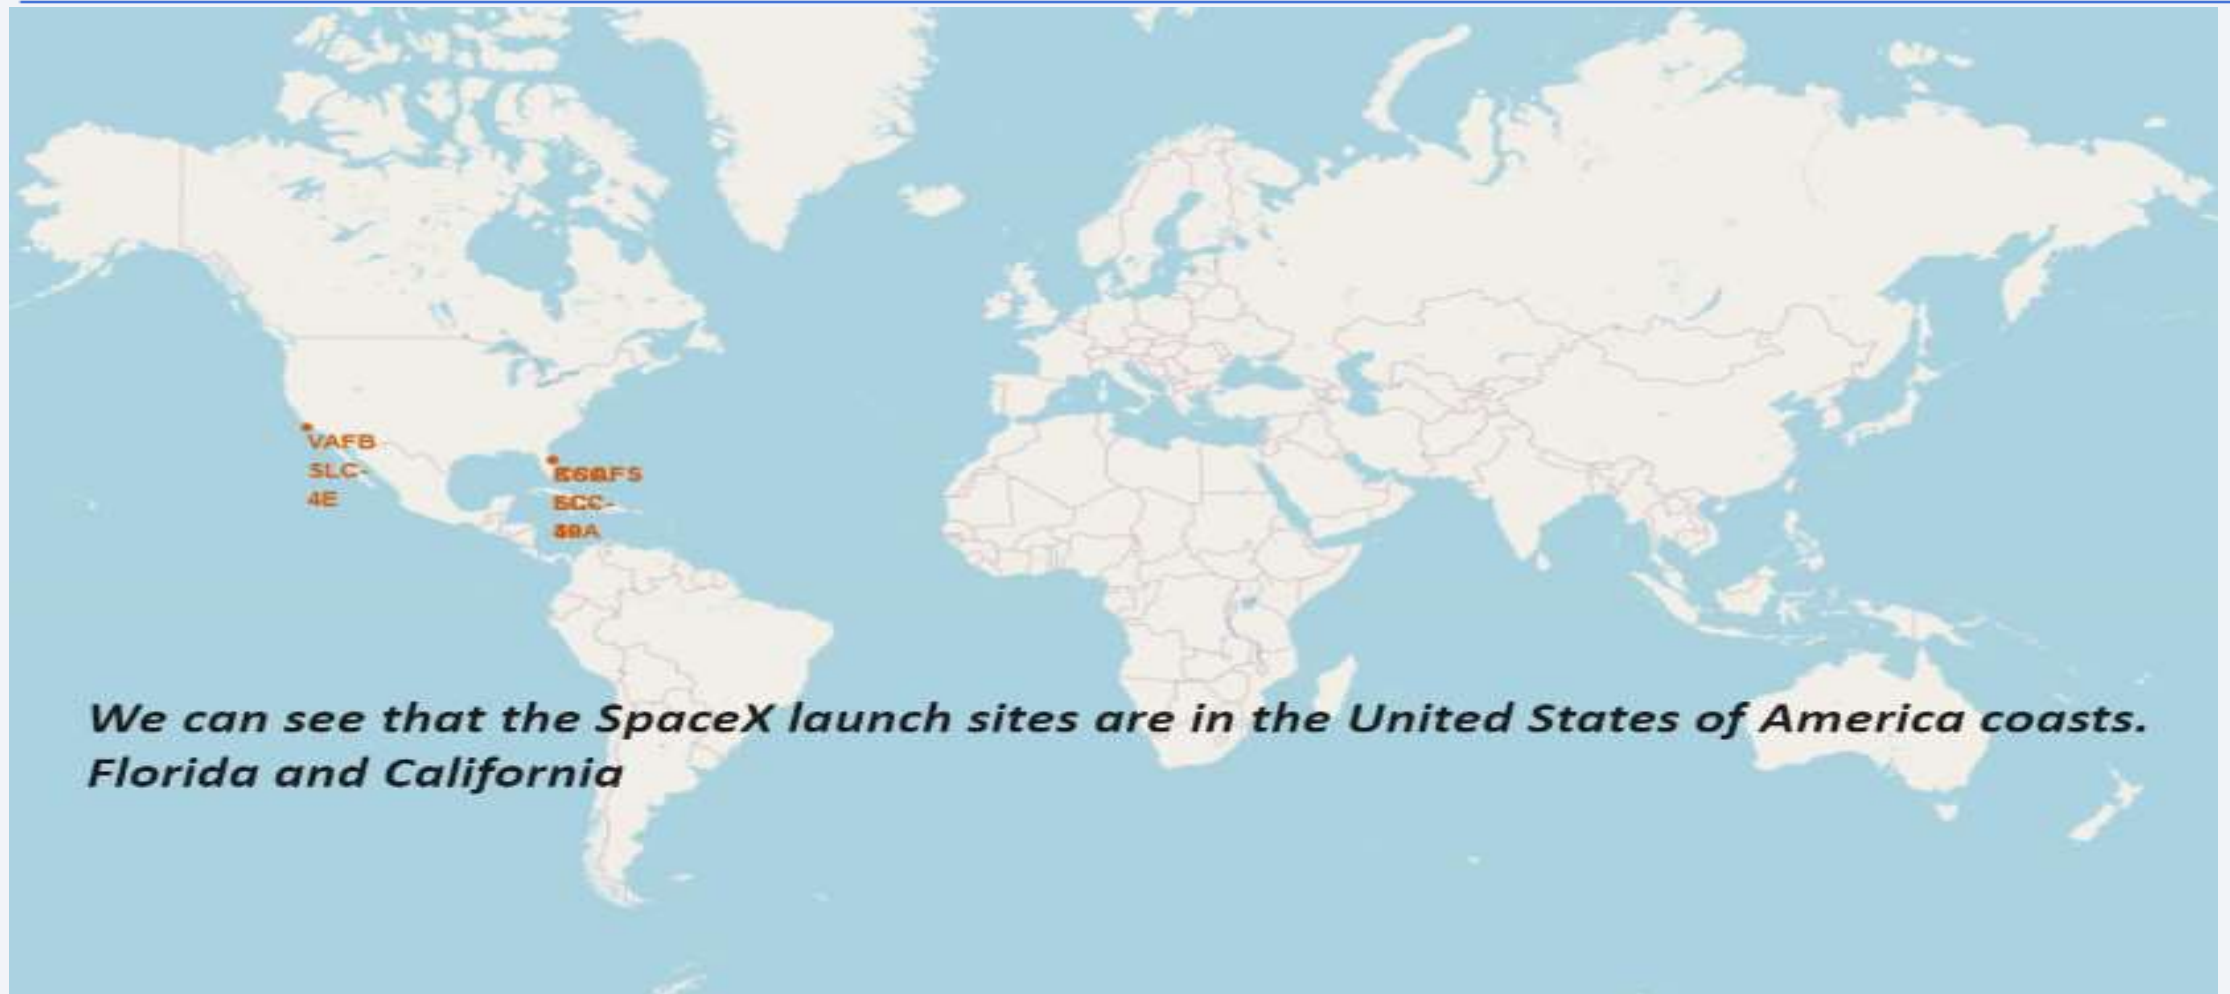 VAFB
SLC-
4E
We can see that the SpaceX launch sites are in the United States of America coasts.
Florida and California